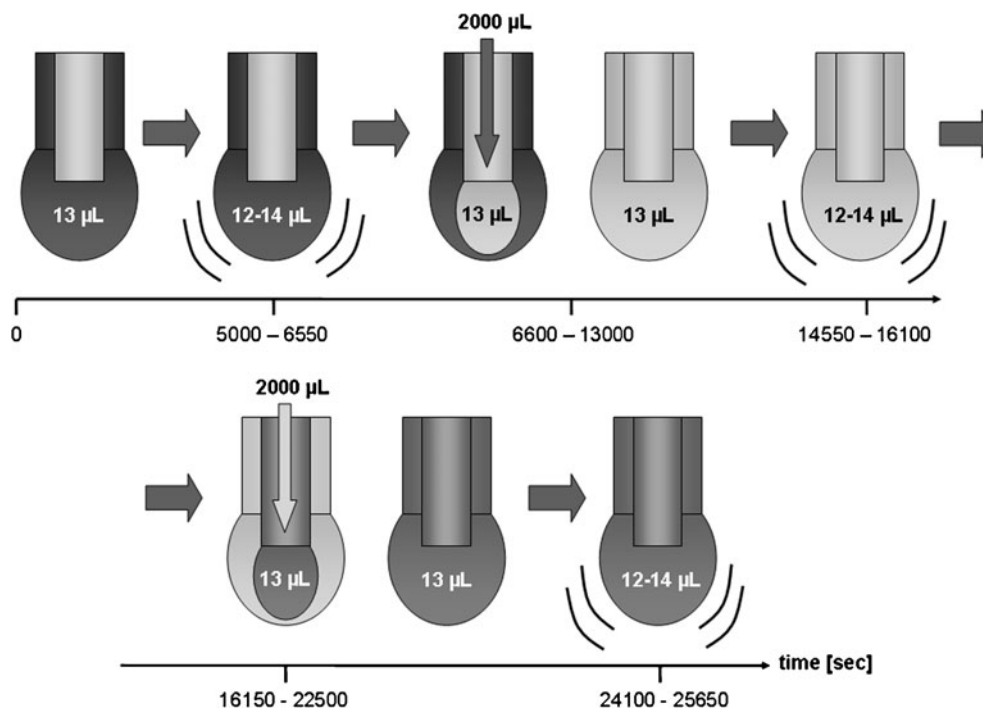 2000 µL
13 µL
12-14 µL
13 µL
13 µL
12-14 µL
0
5000 – 6550
6600 – 13000
14550 – 16100
2000 µL
13 µL
13 µL
12-14 µL
time [sec]
16150 - 22500
24100 - 25650